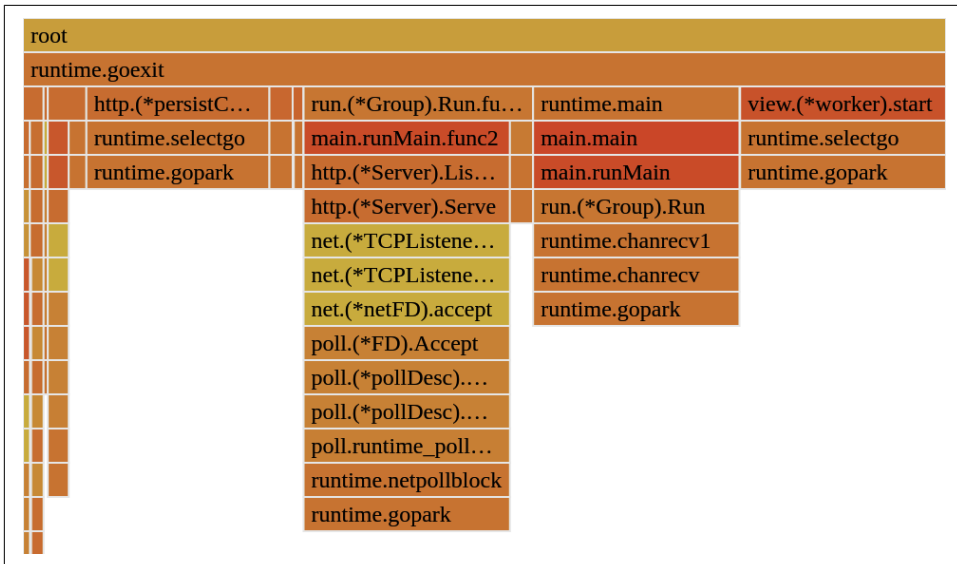 root
runtime.goexit
http.(*persistC… run.(*Group).Run.fu… runtime.main view.(*worker).start
runtime.selectgo main.runMain.func2 main.main runtime.selectgo
runtime.gopark http.(*Server).Lis… main.runMain runtime.gopark
http.(*Server).Serve run.(*Group).Run
net.(*TCPListene… runtime.chanrecv1
net.(*TCPListene… runtime.chanrecv
net.(*netFD).accept runtime.gopark
poll.(*FD).Accept
poll.(*pollDesc).…
poll.(*pollDesc).…
poll.runtime_poll…
runtime.netpollblock
runtime.gopark